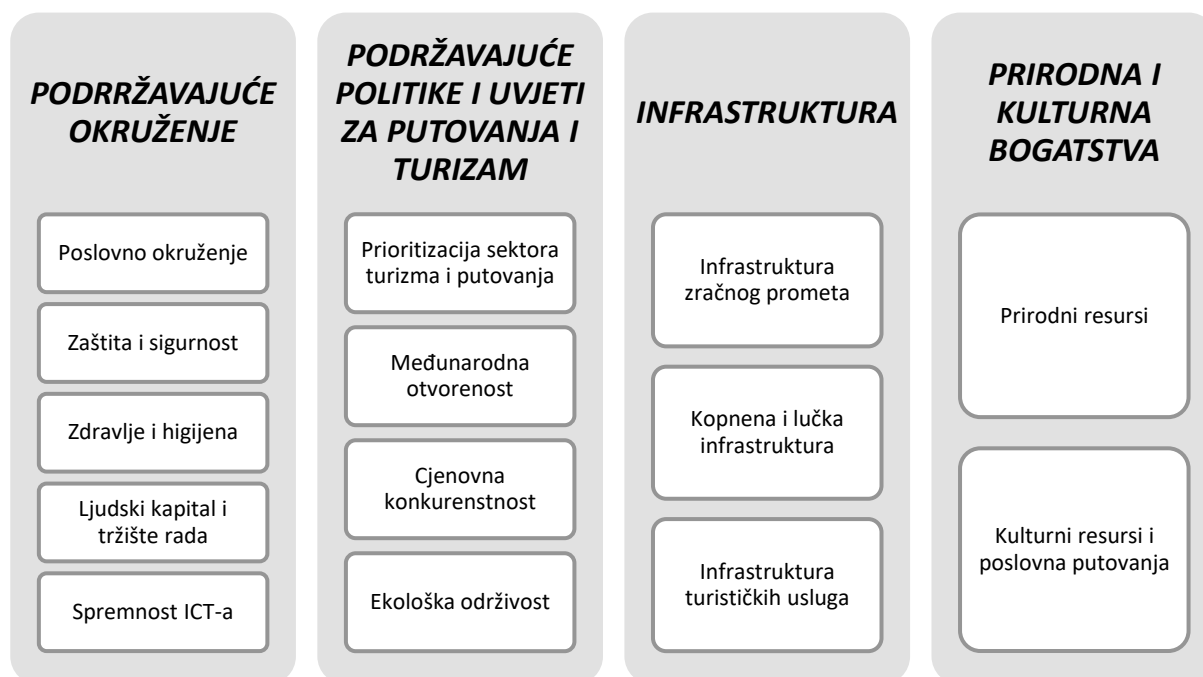 PODRRŽAVAJUĆE
OKRUŽENJE
Poslovno okruženje
Zaštita i sigurnost
Zdravlje i higijena
Ljudski kapital i
tržište rada
Spremnost ICT-a
PODRŽAVAJUĆE
POLITIKE I UVJETI
ZA PUTOVANJA I
TURIZAM
Prioritizacija sektora
turizma i putovanja
Međunarodna
otvorenost
Cjenovna
konkurenstnost
Ekološka održivost
INFRASTRUKTURA
Infrastruktura
zračnog prometa
Kopnena i lučka
infrastruktura
Infrastruktura
turističkih usluga
PRIRODNA I
KULTURNA
BOGATSTVA
Prirodni resursi
Kulturni resursi i
poslovna putovanja